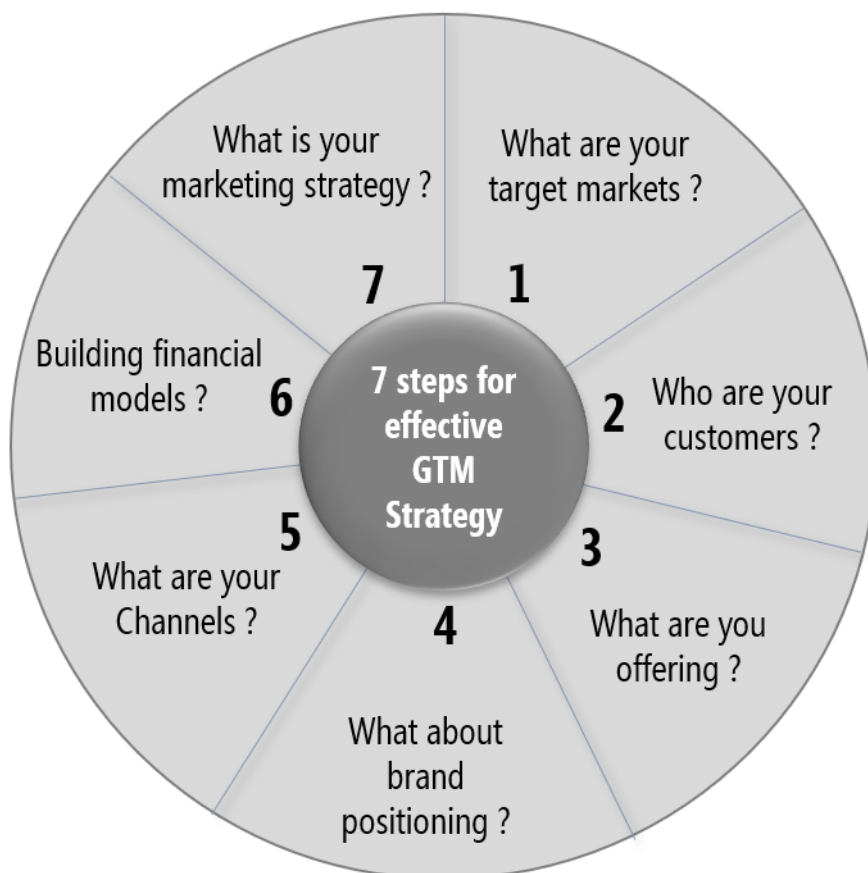 7 steps for
effective
GTM
Strategy
1
What are your
target markets ?
2
Who are your
customers ?
3
What are you
offering ?
4
What about
brand
positioning ?
5
What are your
Channels ?
6
Building financial
models ?
7
What is your
marketing strategy ?